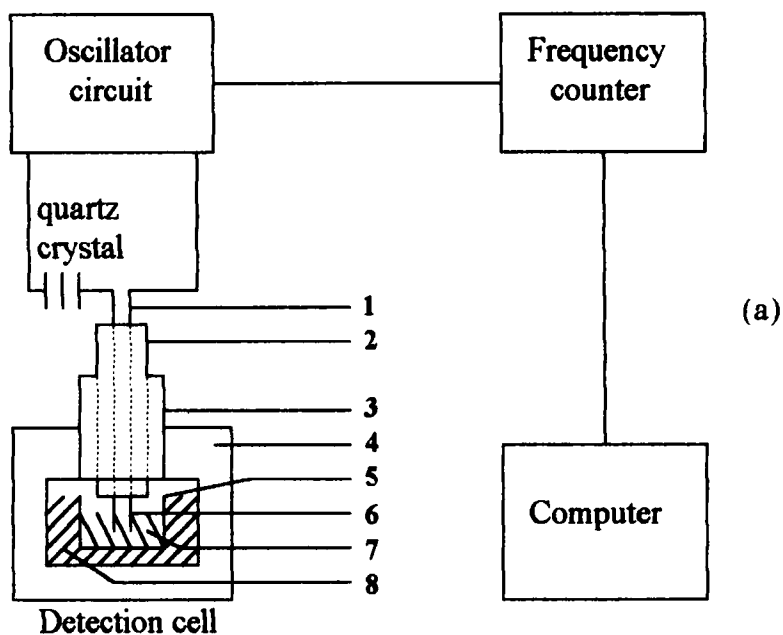 Oscillator
circuit
Frequency
counter
quartz
crystal
1
(a)
2
3
4
5
6
Computer
7
8
Detection cell